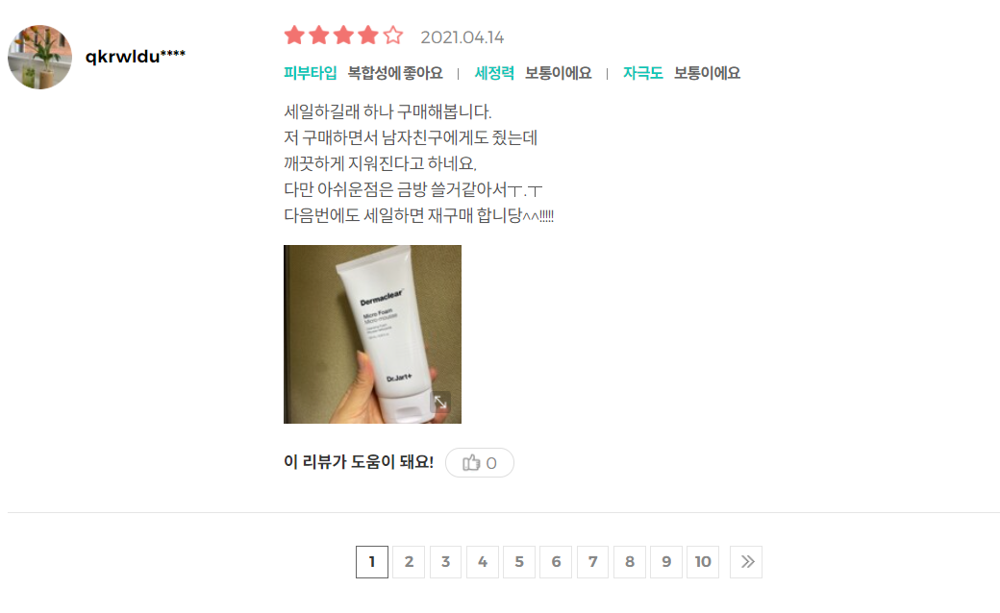 qkrwldu****
2021.04.14
피부타입 복합성에 좋아요 | 세정력 보통이에요 | 자극도 보통이에요
세일하길래 하나 구매해봅니다.
저 구매하면서 남자친구에게도 줬는데
깨끗하게 지워진다고 하네요.
다만 아쉬운점은 금방 쓸거같아서ㅜ.ㅜ
다음번에도 세일하면 재구매 합니당^^!!!!!
Dermaclear
Micro Foam
Micro-mousse
Dr.Jart+
이 리뷰가 도움이 돼요! 0
1 2 3 4 5 6 7 8 9 10